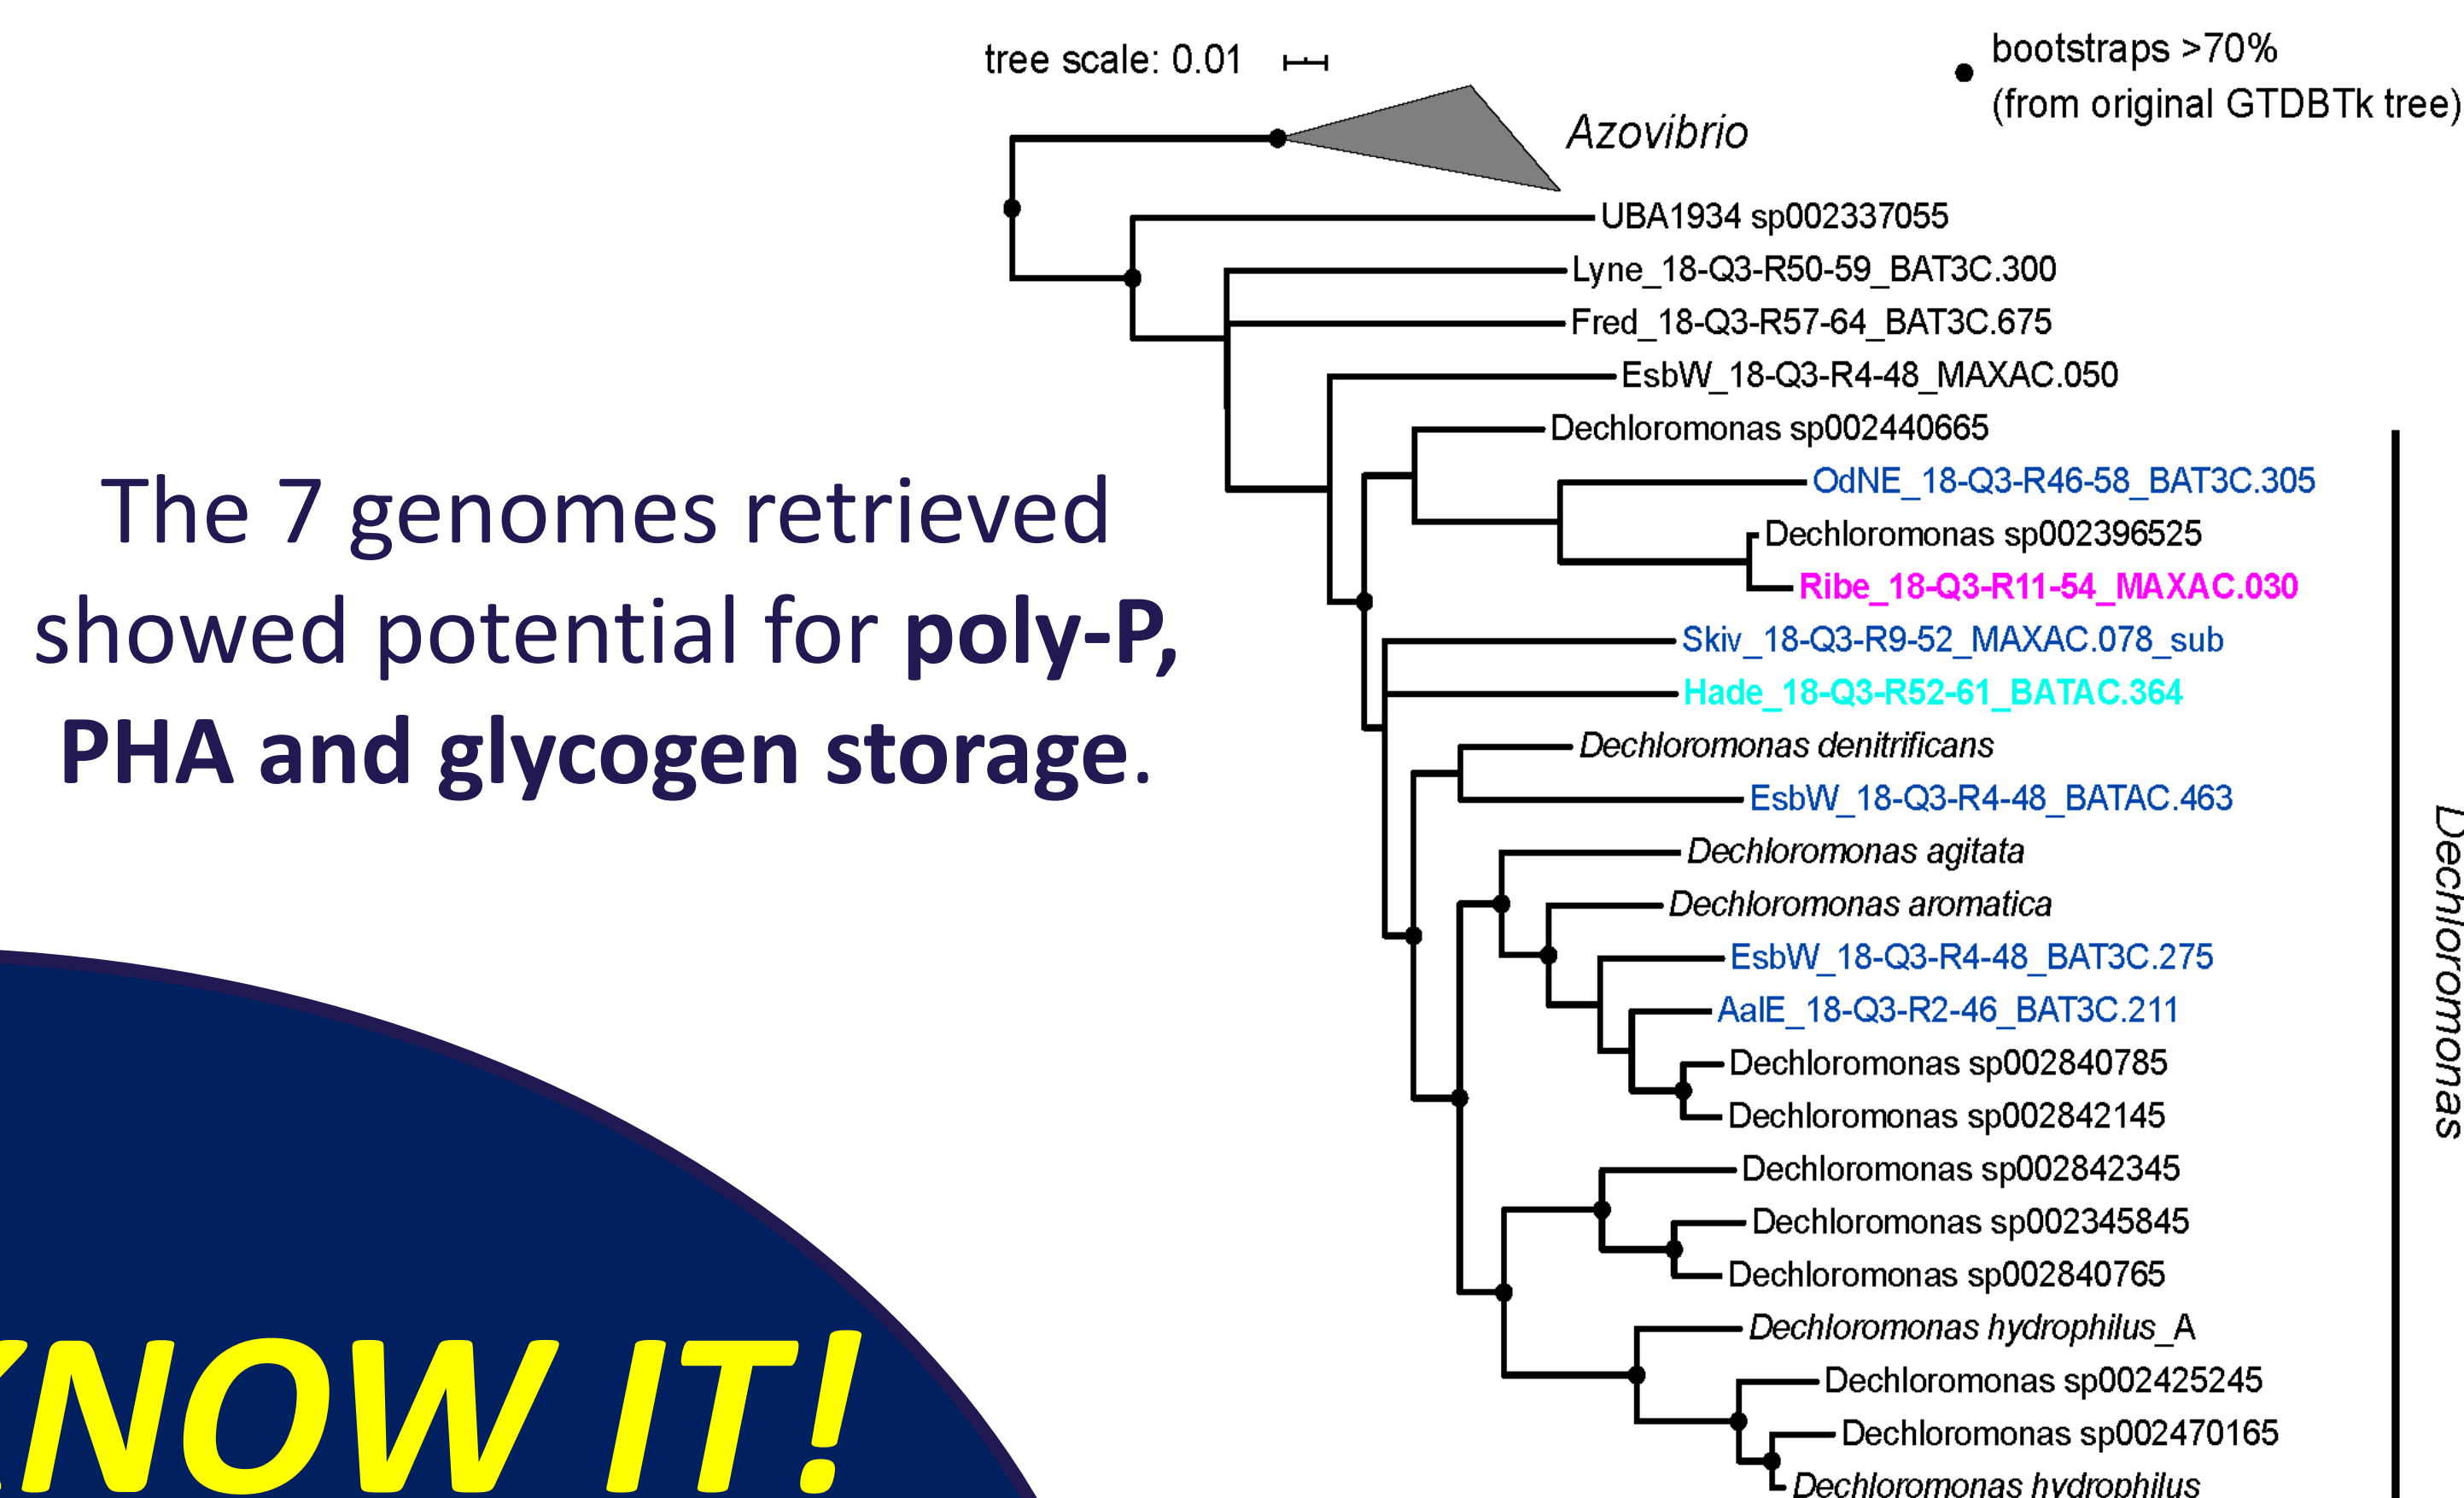 tree scale: 0.01
bootstraps >70%
(from original GTDBTk tree)
Azovibrio
UBA1934 sp002337055
Lyne_18-Q3-R50-59_BAT3C.300
Fred_18-Q3-R57-64_BAT3C.675
EsbW_18-Q3-R4-48_MAXAC.050
Dechloromonas sp002440665
OdNE_18-Q3-R46-58_BAT3C.305
Dechloromonas sp002396525
Ribe_18-Q3-R11-54_MAXAC.030
Skiv_18-Q3-R9-52_MAXAC.078_sub
Hade_18-Q3-R52-61_BATAC.364
Dechloromonas denitrificans
EsbW_18-Q3-R4-48_BATAC.463
Dechloromonas agitata
Dechloromonas aromatica
EsbW_18-Q3-R4-48_BAT3C.275
AalE_18-Q3-R2-46_BAT3C.211
Dechloromonas sp002840785
Dechloromonas sp002842145
Dechloromonas sp002842345
Dechloromonas sp002345845
Dechloromonas sp002840765
Dechloromonas hydrophilus_A
Dechloromonas sp002425245
Dechloromonas sp002470165
Dechloromonas hydrophilus
Dechloromonas
The 7 genomes retrieved
showed potential for poly-P,
PHA and glycogen storage.
KNOW IT!